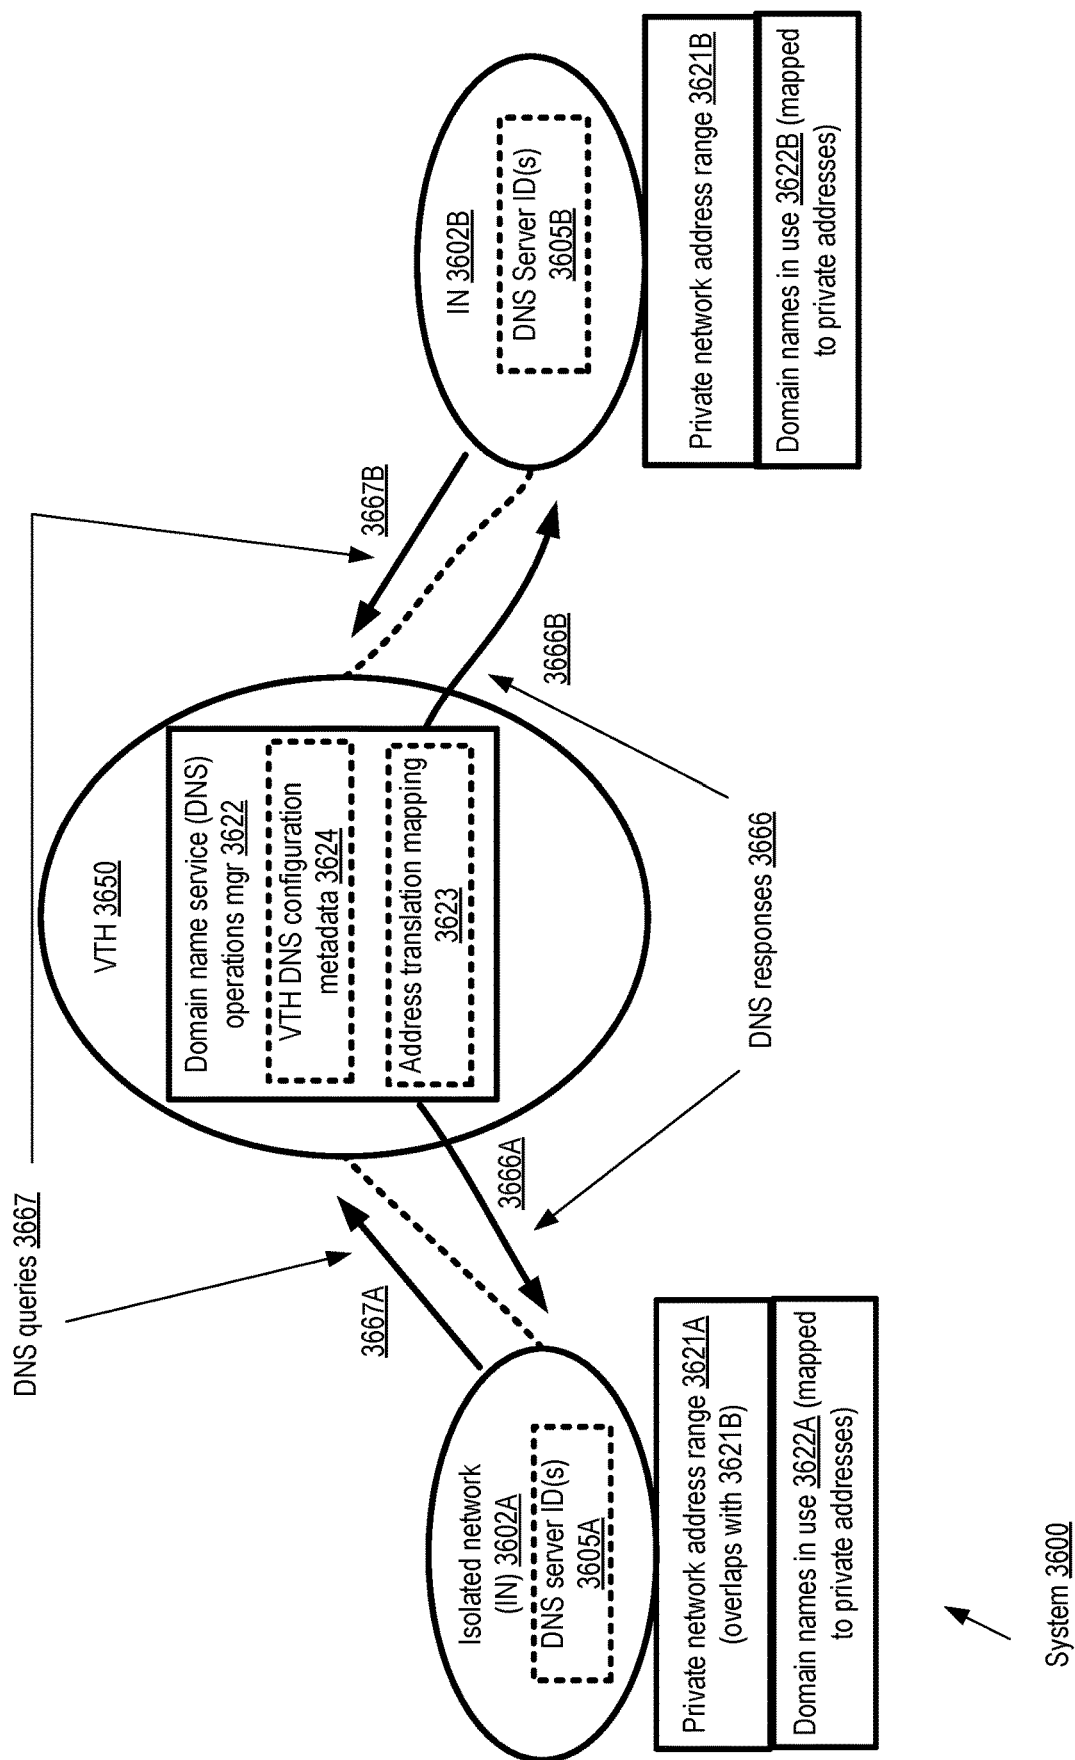 DNS queries 3667
VTH 3650
Domain name service (DNS)
operations mgr 3622
VTH DNS configuration
metadata 3624
Address translation mapping
3623
3667A
3667B
3666A
3666B
Isolated network
(IN) 3602A
DNS server ID(s)
3605A
IN 3602B
DNS Server ID(s)
3605B
Private network address range 3621A
(overlaps with 3621B)
Domain names in use 3622A (mapped
to private addresses)
DNS responses 3666
Private network address range 3621B
Domain names in use 3622B (mapped
to private addresses)
System 3600